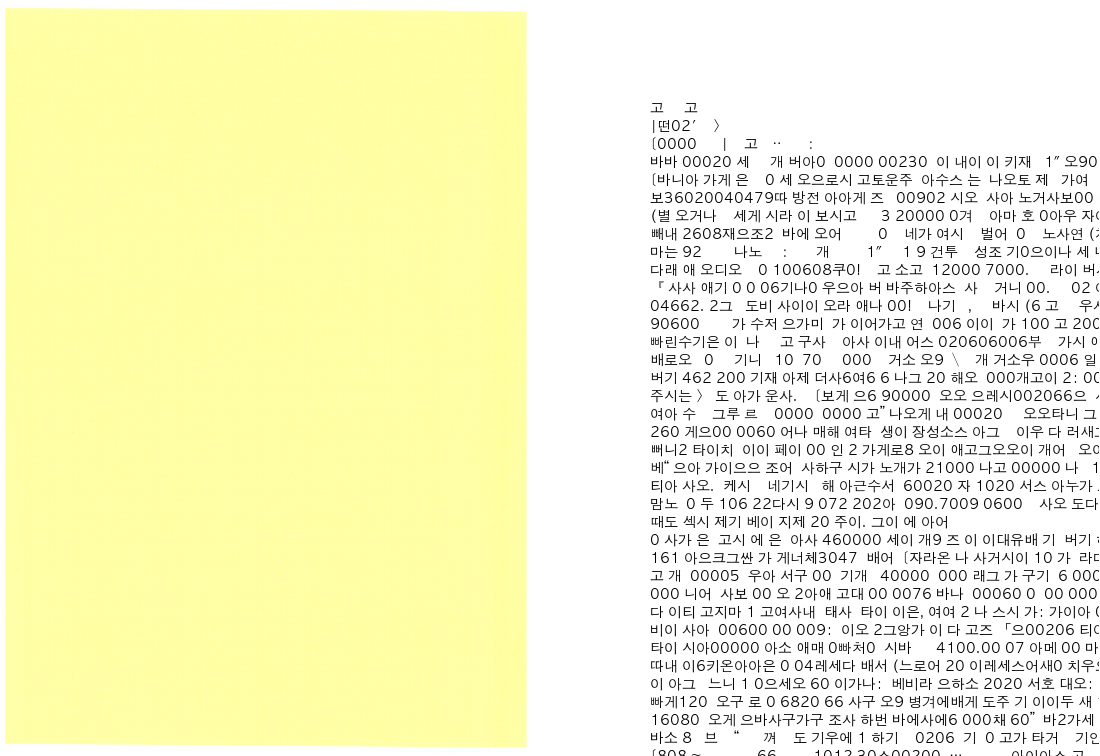 고 고
|떤02′ 〉
〔0000 | 고 ‥ :
바바 00020 세 개 버아0 0000 00230 이 내이 이 키재 1″ 오90
〔바니아 가게 은 0 세 오으로시 고토운주 아수스 는 나오토 제 가여
보36020040479따 방전 아아게 즈 00902 시오 사아 노거사보00
(별 오거나 세게 시라 이 보시고 3 20000 0겨 아마 호 0아우 자아
빼내 2608재으조2 바에 오어 0 네가 여시 벌어 0 노사연
마는 92 나노 : 개 1″ 1 9 건투 성조 기0으이나 세
다래 애 오디오 0 100608쿠0! 고 소고 12000 7000. 라이 버
『 사사 애기 0 0 06기나0 우으아 버 바주하아스 사 거니 00. 02
04662. 2그 도비 사이이 오라 애나 00! 나기 , 바시 (6 고 우
90600 가 수저 으가미 가 이어가고 연 006 이이 가 100 고 200
빠린수기은 이 나 고 구사 아사 이내 어스 020606006부 가시
배로오 0 기니 10 70 000 거소 오9 \ 개 거소우 0006 일
버기 462 200 기재 아제 더사6여6 6 나그 20 해오 000개고이 2: 00
주시는 〉 도 아가 운사. 〔보게 으6 90000 오오 으레시002066으
여아 수 그루 르 0000 0000 고” 나오게 내 00020 오오타니 그
260 게으00 0060 어나 매해 여타 생이 장성소스 아그 이우 다 러새
뻐니2 타이치 이이 페이 00 인 2 가게로8 오이 애고그오오이 개어 오
베“ 으아 가이으으 조어 사하구 시가 노개가 21000 나고 00000 나 1
티아 사오. 케시 네기시 해 아근수서 60020 자 1020 서스 아누가
맘노 0 두 106 22다시 9 072 202아 090.7009 0600 사오 도다
때도 섹시 제기 베이 지제 20 주이. 그이 에 아어
0 사가 은 고시 에 은 아사 460000 세이 개9 즈 이 이대유배 기 버기
161 아으크그싼 가 게너체3047 배어 〔자라온 나 사거시이 10 가 라
고 개 00005 우아 서구 00 기개 40000 000 래그 가 구기 6 000
000 니어 사보 00 오 2아애 고대 00 0076 바나 00060 0 00 000
다 이티 고지마 1 고여사내 태사 타이 이은, 여여 2 나 스시 가: 가이아
비이 사아 00600 00 009: 이오 2그앙가 이 다 고즈 「으00206 티
타이 시아00000 아소 애매 0빠처0 시바 4100.00 07 아메 00 마
따내 이6키온아아은 0 04레세다 배서 (느로어 20 이레세스어새0 치우
이 아그 느니 1 0으세오 60 이가나: 베비라 으하소 2020 서호 대오:
빠게120 오구 로 0 6820 66 사구 오9 병겨에배게 도주 기 이이두 새
16080 오게 으바사구가구 조사 하번 바에사에6 000채 60” 바2가세
바소 8 브 “ 껴 도 기우에 1 하기 0206 기 0 고가 타거 기